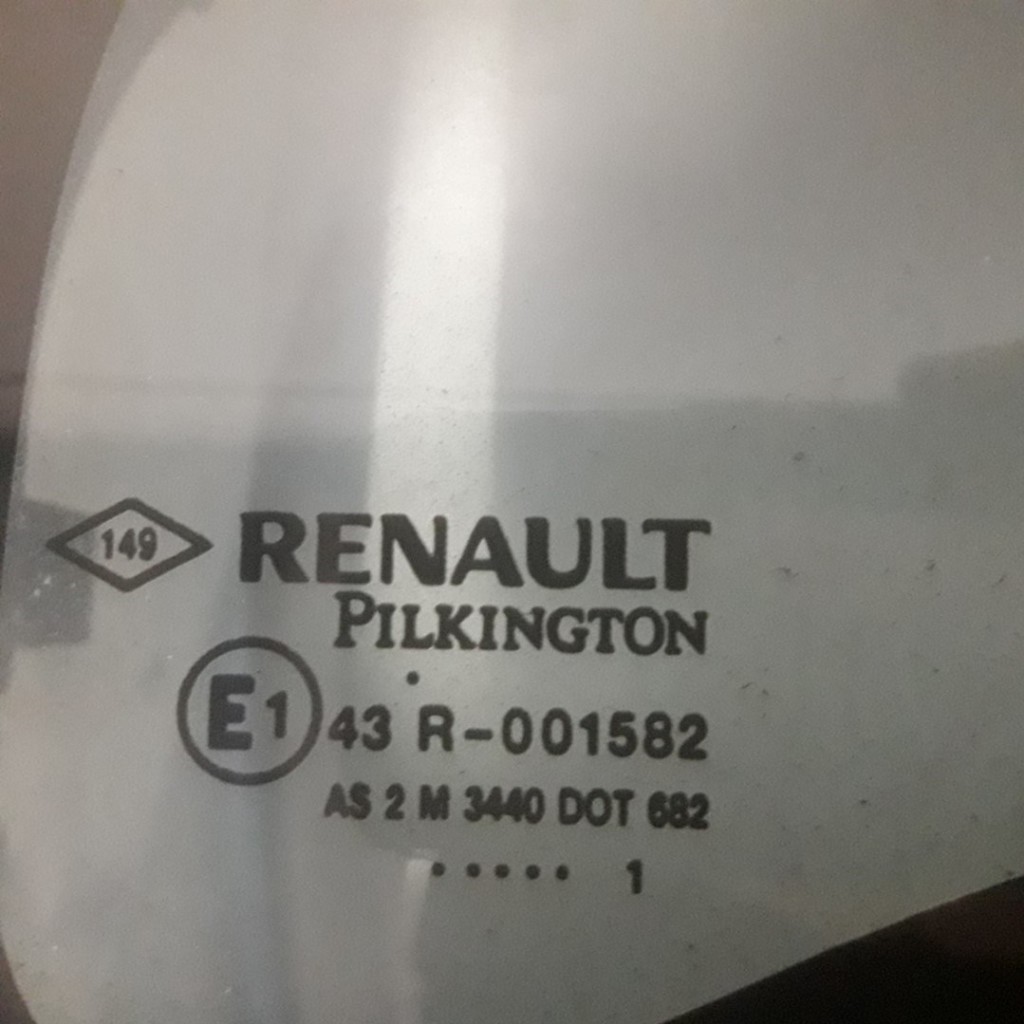 149 RENAULT
PILKINGTON
E1 43 R-001582
AS 2 M 3440 DOT 682
• • • • • 1